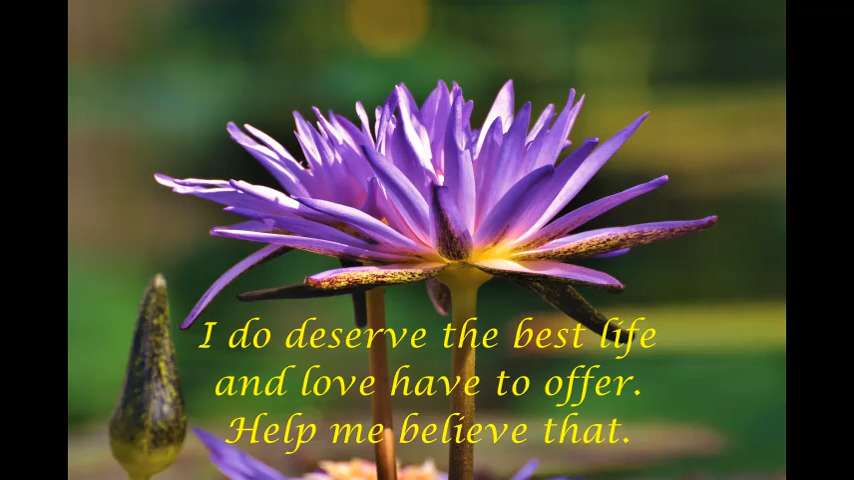 I do deserve the best life
and love have to offer.
Help me believe that.